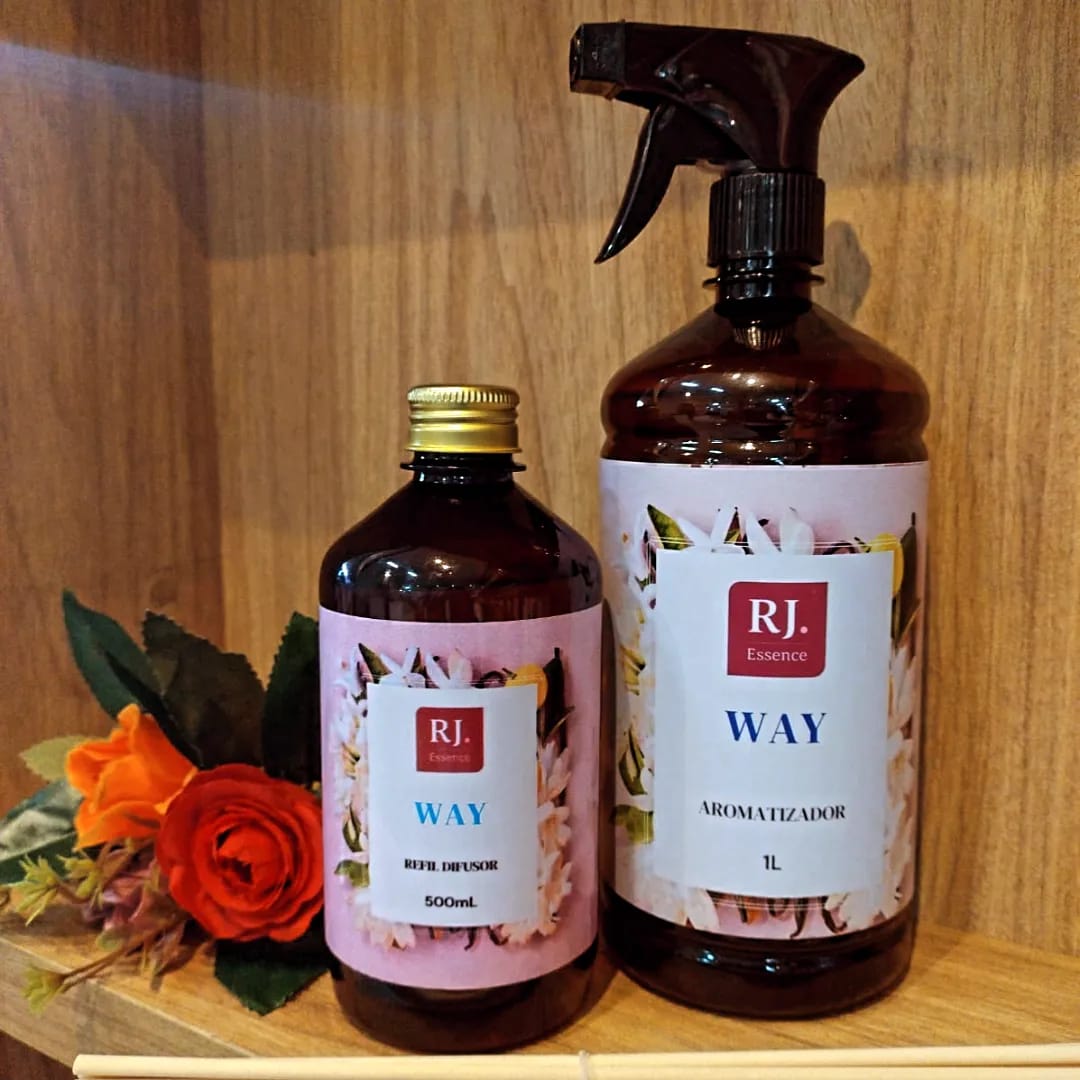 RJ.
Essence
WAY
REFIL DIFUSOR
500mL
RJ.
Essence
WAY
AROMATIZADOR
1L